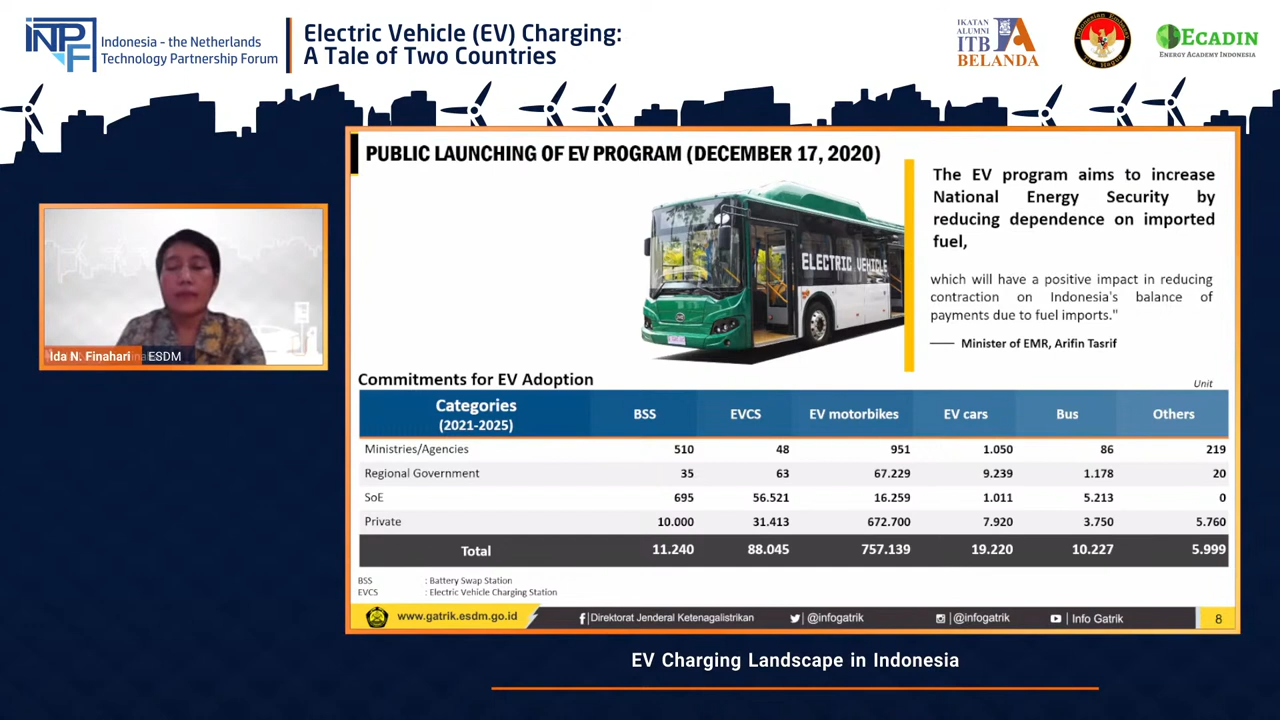 INPF
Indonesia - the Netherlands
Technology Partnership Forum
Electric Vehicle (EV) Charging:
A Tale of Two Countries
IKATAN
ALUMNI
ITB
BELANDA
ECADIN
ENERGY ACADEMY INDONESIA
PUBLIC LAUNCHING OF EV PROGRAM (DECEMBER 17, 2020)
ELECTRIC VEHICLE
The EV program aims to increase
National Energy Security by
reducing dependence on imported
fuel,
which will have a positive impact in reducing
contraction on Indonesia's balance of
payments due to fuel imports."
Minister of EMR, Arifin Tasrif
Ida N. Finahari ESDM
Commitments for EV Adoption
Unit
Categories
(2021-2025) BSS EVCS EV motorbikes EV cars Bus Others
Ministries/Agencies 510 48 951 1.050 86 219
Regional Government 35 63 67.229 9.239 1.178 20
SoE 695 56.521 16.259 1.011 5.213 0
Private 10.000 31.413 672.700 7.920 3.750 5.760
Total 11.240 88.045 757.139 19.220 10.227 5.999
BSS : Battery Swap Station
EVCS : Electric Vehicle Charging Station
www.gatrik.esdm.go.id Direktorat Jenderal Ketenagalistrikan @infogatrik @infogatrik Info Gatrik 8
EV Charging Landscape in Indonesia